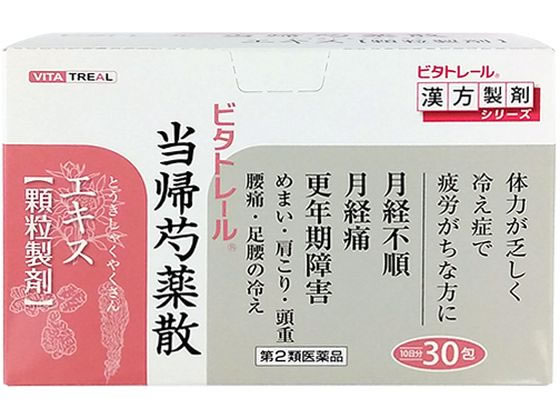 VITA TREAL
ビタトレール®
漢方製剤
シリーズ
体力が乏しく
冷え症で
疲労がちな方に
月経不順
月経痛
更年期障害
めまい・肩こり・頭重
腰痛・足腰の冷え
ビタトレール®
当帰芍薬散
とうきしゃくやくさん
エキス
【顆粒製剤】
第2類医薬品
10日分 30包